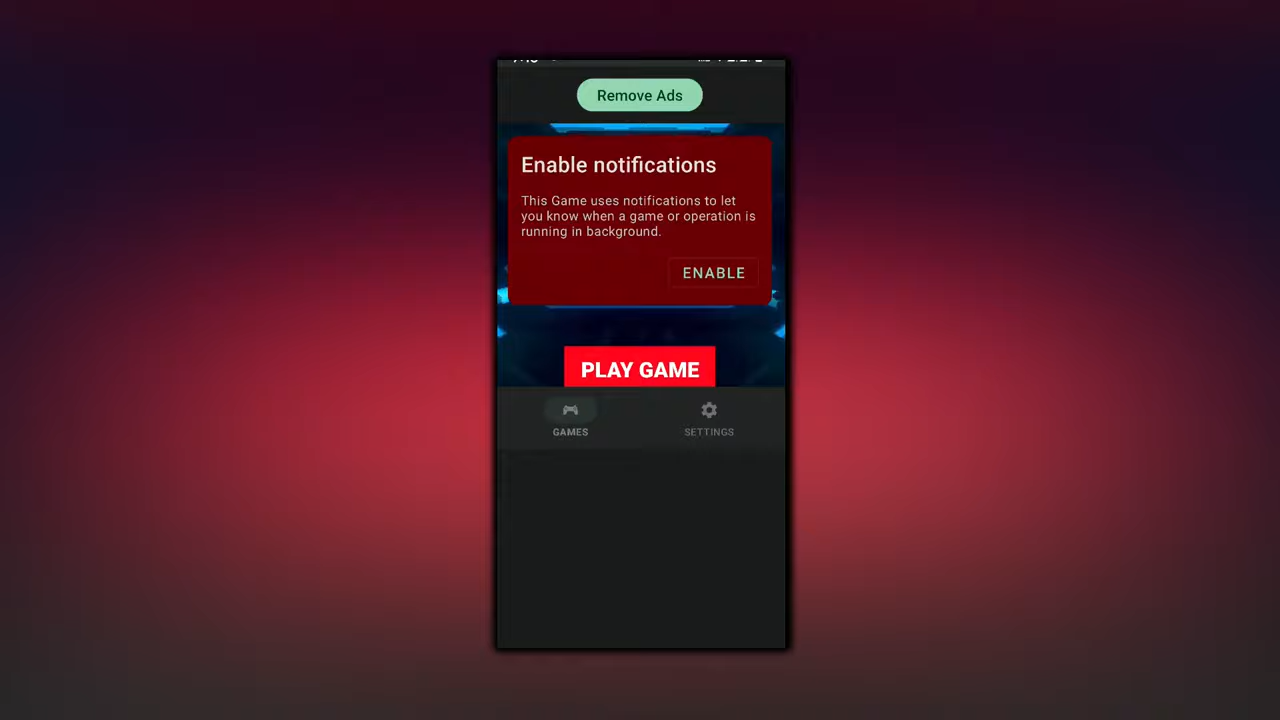 Remove Ads
Enable notifications
This Game uses notifications to let
you know when a game or operation is
running in background.
ENABLE
PLAY GAME
GAMES
SETTINGS